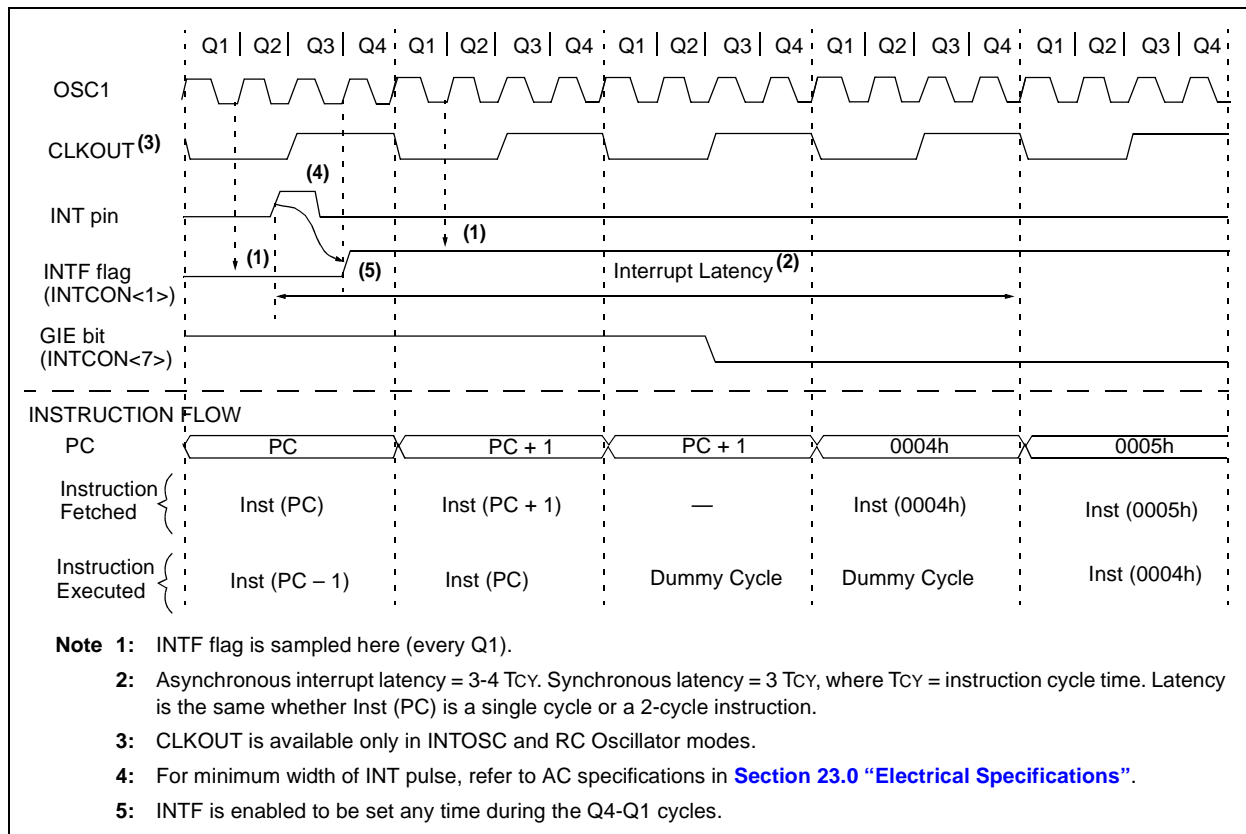 Q1 | Q2 | Q3 | Q4 Q1 | Q2 | Q3 | Q4 Q1 | Q2 | Q3 | Q4 Q1 | Q2 | Q3 | Q4 Q1 | Q2 | Q3 | Q4
OSC1
CLKOUT (3)
(4)
INT pin
(1)
(1)
INTF flag
(INTCON<1>)
(5)
Interrupt Latency (2)
GIE bit
(INTCON<7>)
INSTRUCTION FLOW
PC PC PC + 1 PC + 1 0004h 0005h
Instruction
Fetched
Inst (PC) Inst (PC + 1) — Inst (0004h) Inst (0005h)
Instruction
Executed
Inst (PC – 1) Inst (PC) Dummy Cycle Dummy Cycle Inst (0004h)
Note 1: INTF flag is sampled here (every Q1).
2: Asynchronous interrupt latency = 3-4 TCY. Synchronous latency = 3 TCY, where TCY = instruction cycle time. Latency
is the same whether Inst (PC) is a single cycle or a 2-cycle instruction.
3: CLKOUT is available only in INTOSC and RC Oscillator modes.
4: For minimum width of INT pulse, refer to AC specifications in Section 23.0 “Electrical Specifications”.
5: INTF is enabled to be set any time during the Q4-Q1 cycles.